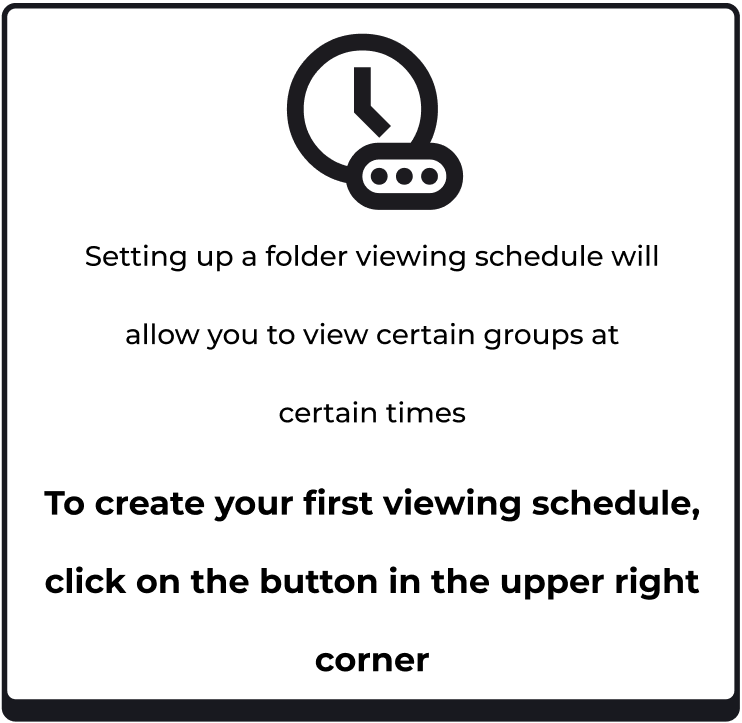 Setting up a folder viewing schedule will
allow you to view certain groups at
certain times
To create your first viewing schedule,
click on the button in the upper right
corner